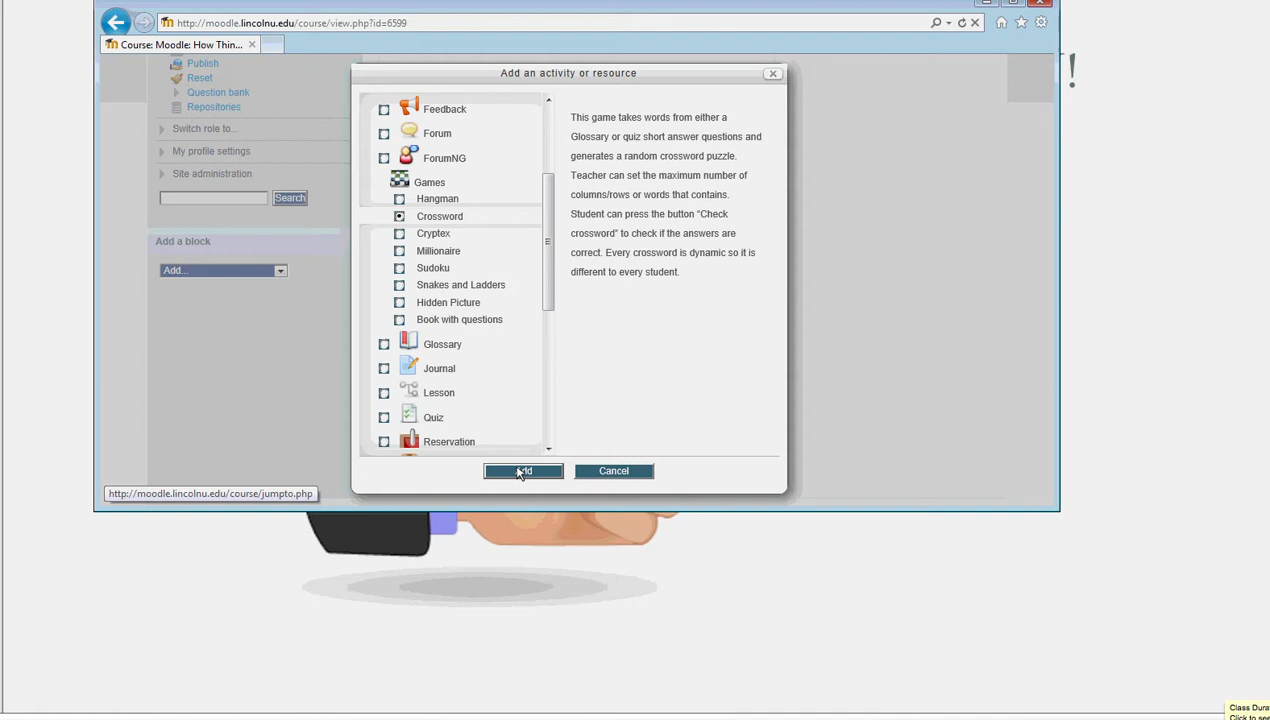 http://moodle.lincolnu.edu/course/view.php?id=6599
Course: Moodle: How Thin...
!
Publish
Reset
Question bank
Repositories
Switch role to...
My profile settings
Site administration
Search
Add a block
Add...
Add an activity or resource
Feedback
Forum
ForumNG
Games
Hangman
Crossword
Cryptex
Millionaire
Sudoku
Snakes and Ladders
Hidden Picture
Book with questions
Glossary
Journal
Lesson
Quiz
Reservation
This game takes words from either a
Glossary or quiz short answer questions and
generates a random crossword puzzle.
Teacher can set the maximum number of
columns/rows or words that contains.
Student can press the button "Check
crossword" to check if the answers are
correct. Every crossword is dynamic so it is
different to every student.
Add
Cancel
http://moodle.lincolnu.edu/course/jumpto.php
Class Dura
Click to see